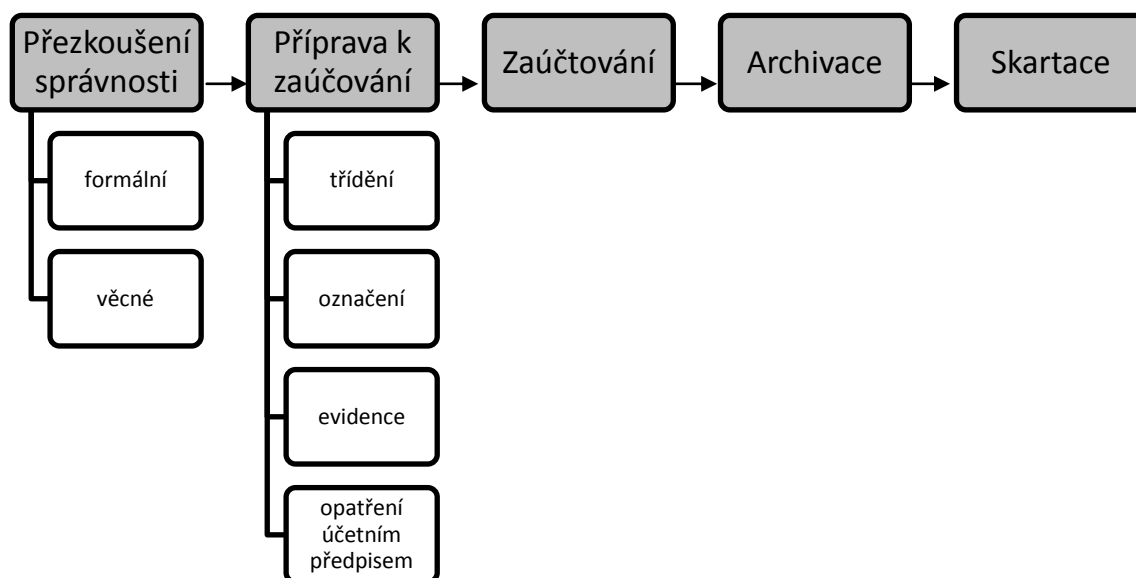 Přezkoušení
správnosti
Příprava k
zaúčování
Zaúčtování
Archivace
Skartace
formální
věcné
třídění
označení
evidence
opatření
účetním
předpisem